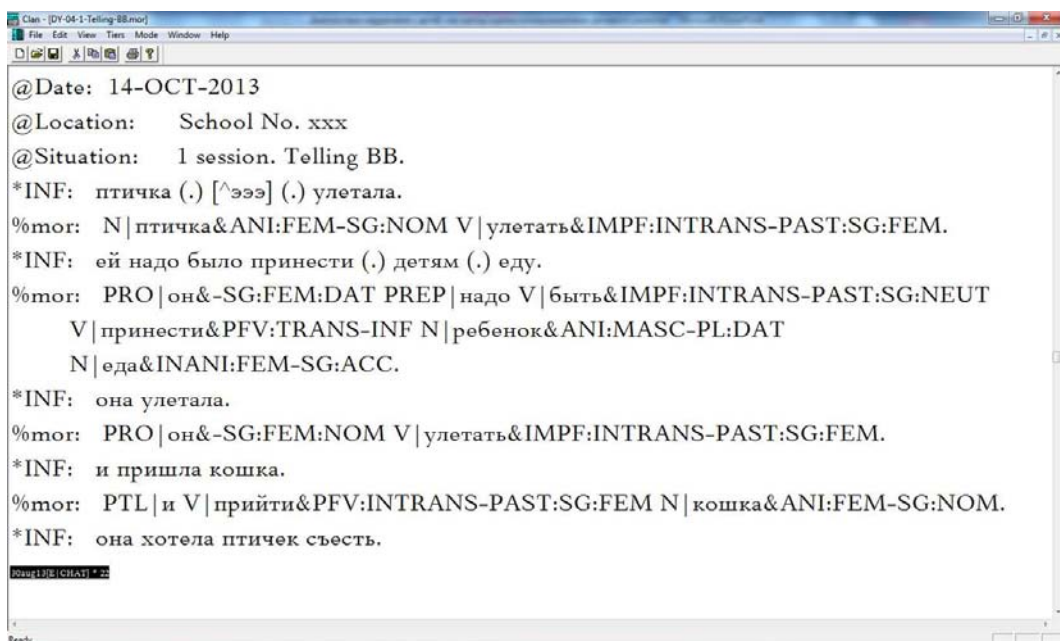 Clan - [DY-04-1-Telling-BB.mor]
File Edit View Tiers Mode Window Help
@Date: 14-OCT-2013
@Location: School No. xxx
@Situation: 1 session. Telling BB.
*INF: птичка (.) [^эээ] (.) улетала.
%mor: N|птичка&ANI:FEM-SG:NOM V|улетать&IMPF:INTRANS-PAST:SG:FEM.
*INF: ей надо было принести (.) детям (.) еду.
%mor: PRO|он&-SG:FEM:DAT PREP|надо V|быть&IMPF:INTRANS-PAST:SG:NEUT
V|принести&PFV:TRANS-INF N|ребенок&ANI:MASC-PL:DAT
N|еда&INANI:FEM-SG:ACC.
*INF: она улетала.
%mor: PRO|он&-SG:FEM:NOM V|улетать&IMPF:INTRANS-PAST:SG:FEM.
*INF: и пришла кошка.
%mor: PTL|и V|прийти&PFV:INTRANS-PAST:SG:FEM N|кошка&ANI:FEM-SG:NOM.
*INF: она хотела птичек съесть.
30aug13[E|CHAT] * 22
Ready